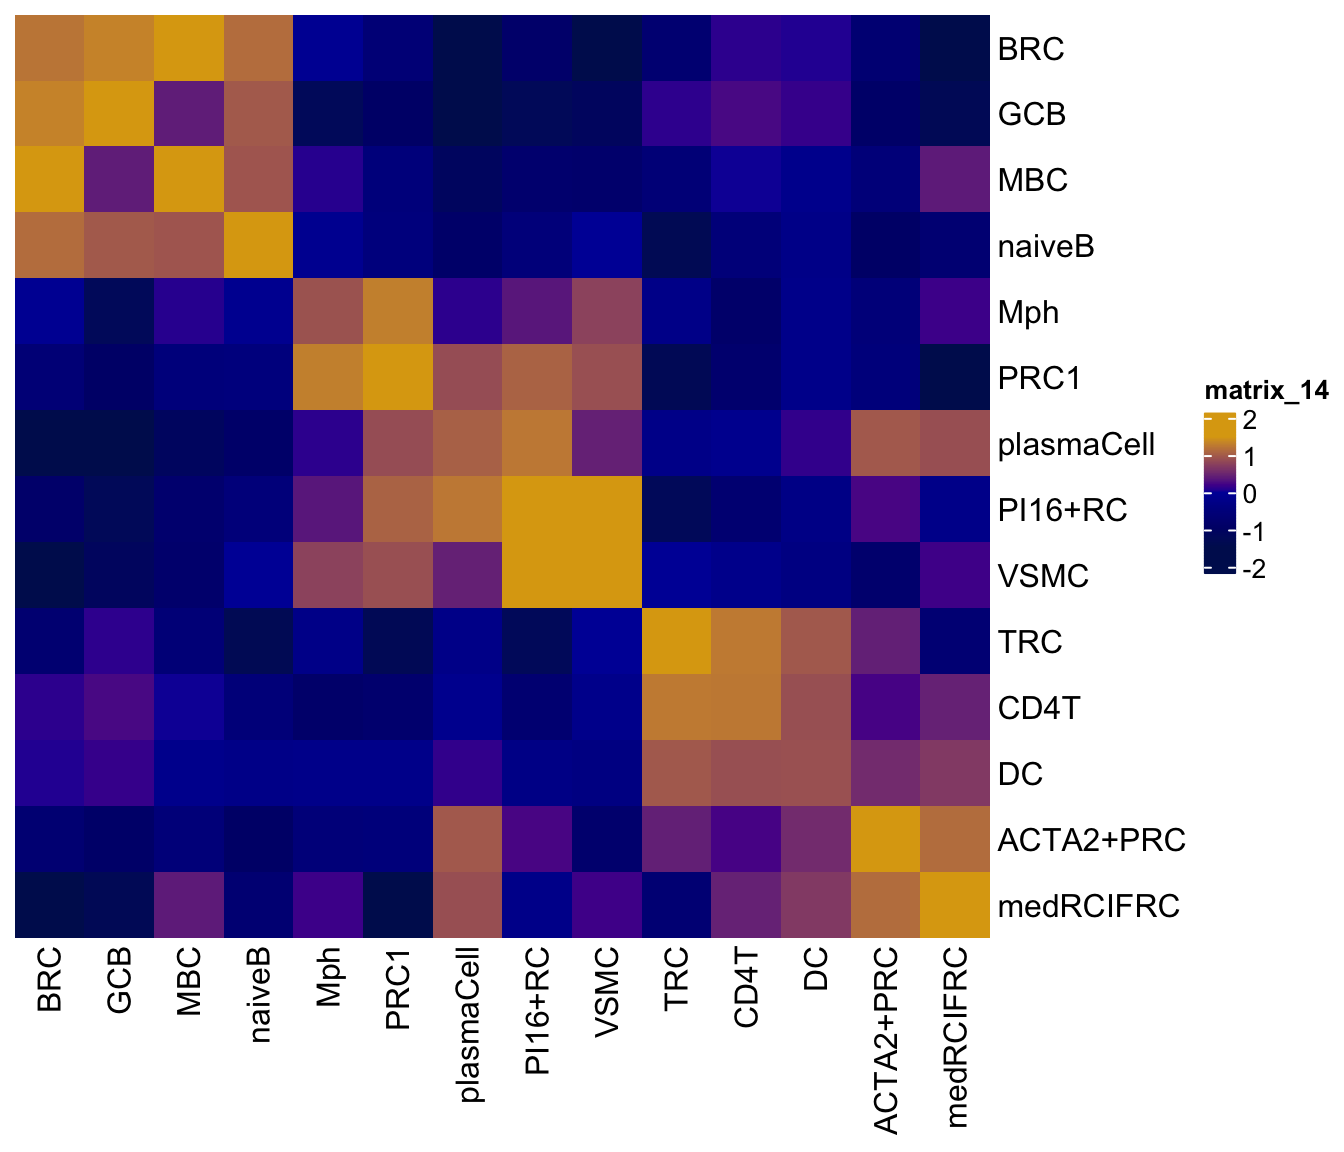 BRC
GCB
MBC
naiveB
Mph
PRC1
plasmaCell
PI16+RC
VSMC
TRC
CD4T
DC
ACTA2+PRC
medRCIFRC
matrix_14
2
1
0
-1
-2
BRC
GCB
MBC
naiveB
Mph
PRC1
plasmaCell
PI16+RC
VSMC
TRC
CD4T
DC
ACTA2+PRC
medRCIFRC